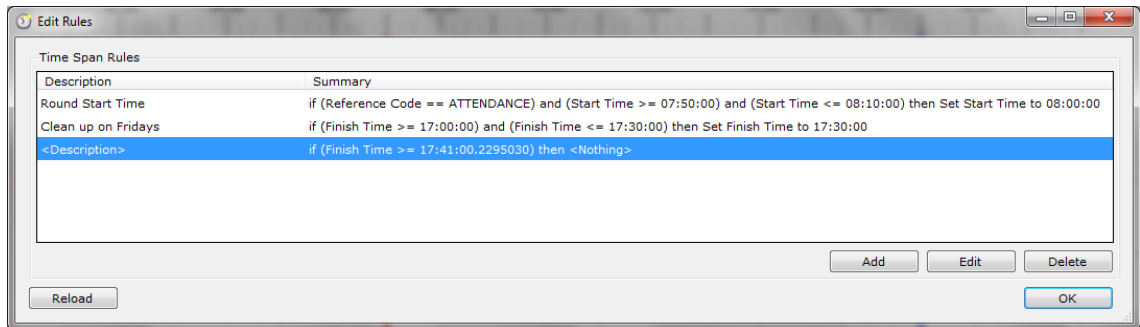 Edit Rules
Time Span Rules
Description Summary
Round Start Time if (Reference Code == ATTENDANCE) and (Start Time >= 07:50:00) and (Start Time <= 08:10:00) then Set Start Time to 08:00:00
Clean up on Fridays if (Finish Time >= 17:00:00) and (Finish Time <= 17:30:00) then Set Finish Time to 17:30:00
<Description> if (Finish Time >= 17:41:00.2295030) then <Nothing>
Add Edit Delete
Reload OK